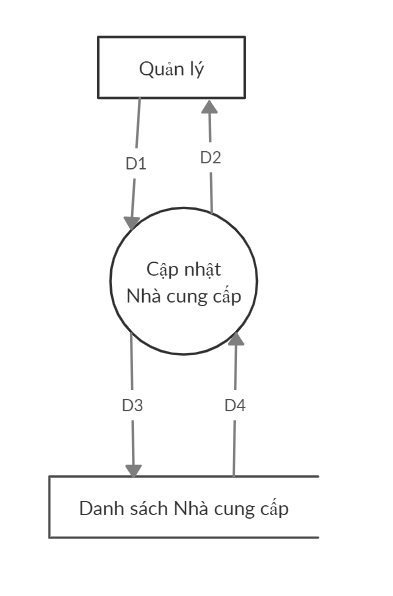 Quản lý
D1
D2
Cập nhật
Nhà cung cấp
D3
D4
Danh sách Nhà cung cấp